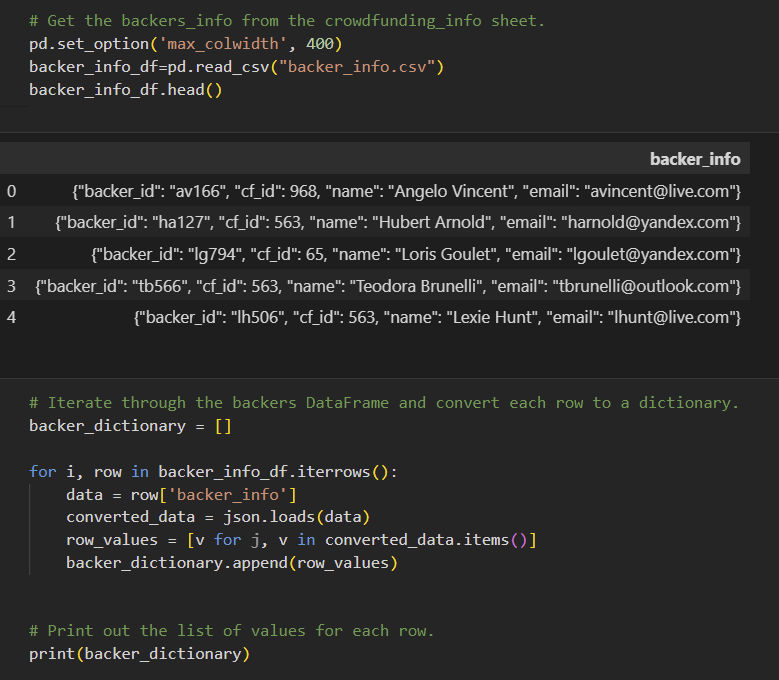 # Get the backers_info from the crowdfunding_info sheet.
pd.set_option('max_colwidth', 400)
backer_info_df=pd.read_csv("backer_info.csv")
backer_info_df.head()
backer_info
0 {"backer_id": "av166", "cf_id": 968, "name": "Angelo Vincent", "email": "avincent@live.com"}
1 {"backer_id": "ha127", "cf_id": 563, "name": "Hubert Arnold", "email": "harnold@yandex.com"}
2 {"backer_id": "lg794", "cf_id": 65, "name": "Loris Goulet", "email": "lgoulet@yandex.com"}
3 {"backer_id": "tb566", "cf_id": 563, "name": "Teodora Brunelli", "email": "tbrunelli@outlook.com"}
4 {"backer_id": "lh506", "cf_id": 563, "name": "Lexie Hunt", "email": "lhunt@live.com"}
# Iterate through the backers DataFrame and convert each row to a dictionary.
backer_dictionary = []
for i, row in backer_info_df.iterrows():
    data = row['backer_info']
    converted_data = json.loads(data)
    row_values = [v for j, v in converted_data.items()]
    backer_dictionary.append(row_values)
# Print out the list of values for each row.
print(backer_dictionary)